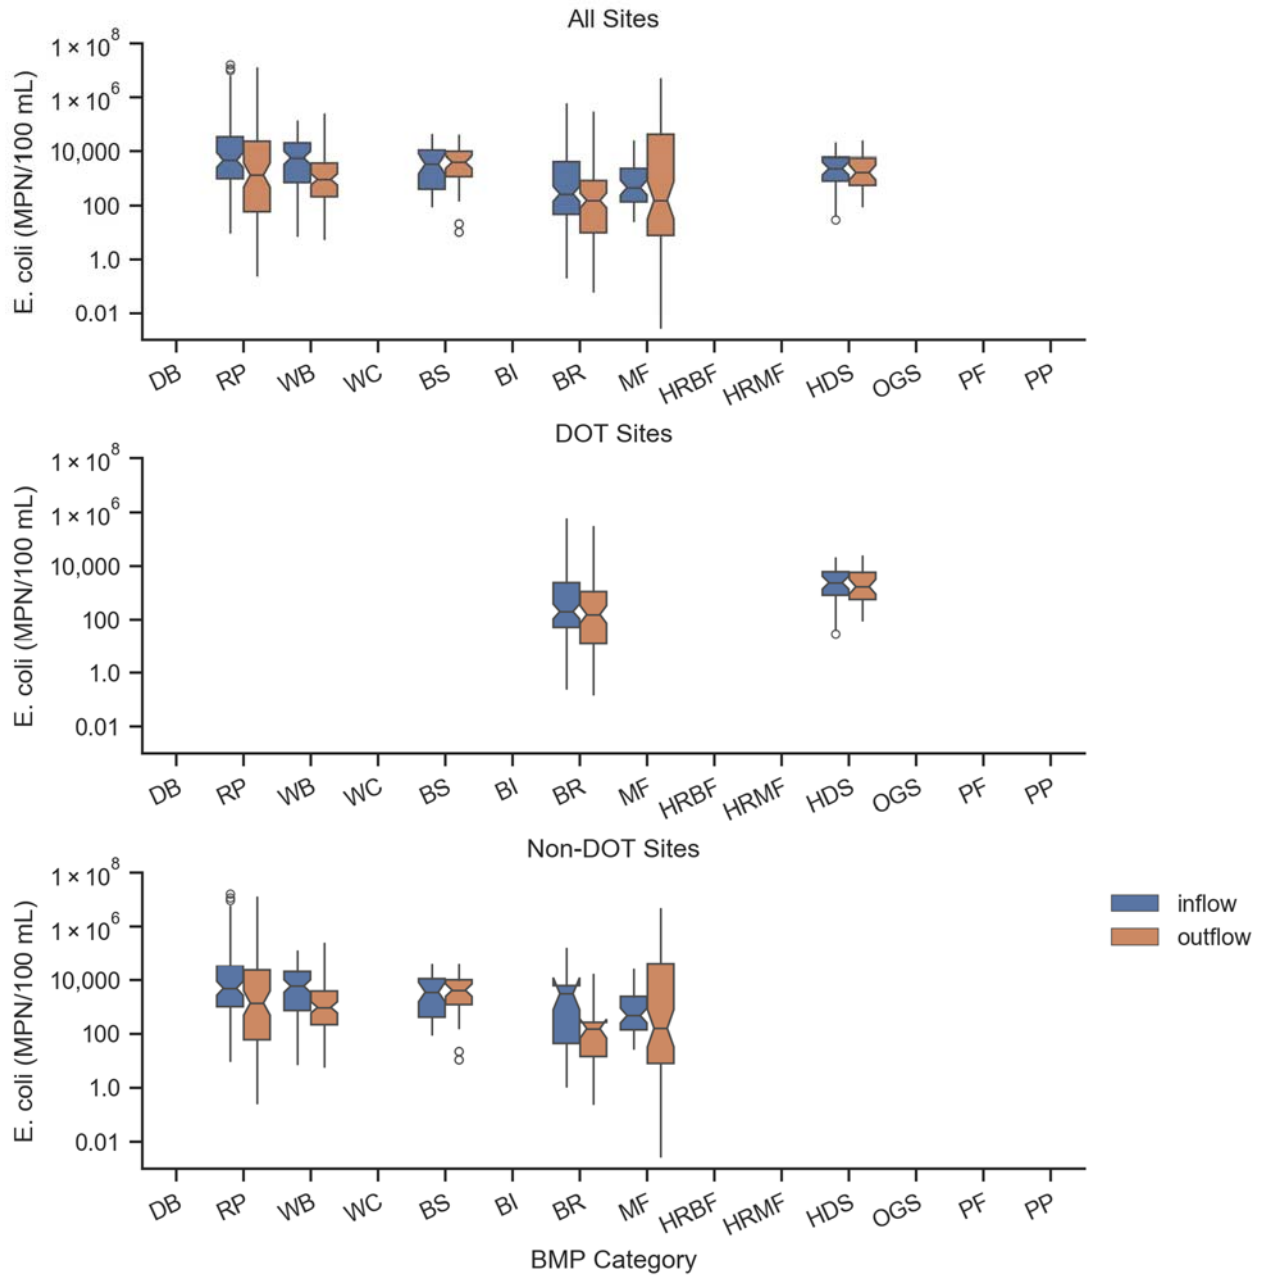 All Sites
E. coli (MPN/100 mL)
1 × 10^8
1 × 10^6
10,000
100
1.0
0.01
DB RP WB WC BS BI BR MF HRBF HRMF HDS OGS PF PP
DOT Sites
E. coli (MPN/100 mL)
1 × 10^8
1 × 10^6
10,000
100
1.0
0.01
DB RP WB WC BS BI BR MF HRBF HRMF HDS OGS PF PP
Non-DOT Sites
E. coli (MPN/100 mL)
1 × 10^8
1 × 10^6
10,000
100
1.0
0.01
inflow
outflow
DB RP WB WC BS BI BR MF HRBF HRMF HDS OGS PF PP
BMP Category